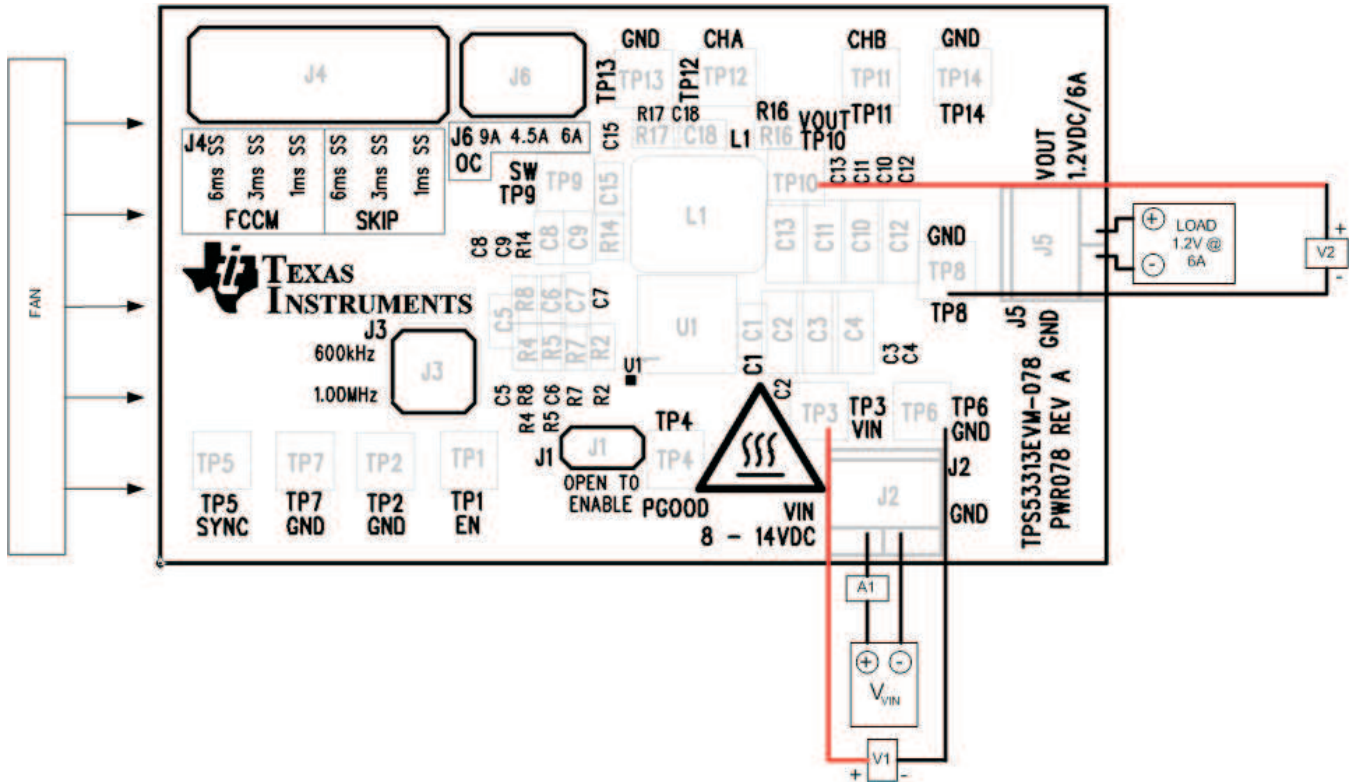 FAN
J4
J6
GND
CHA
CHB
GND
TP13
TP13
TP12
TP12
TP11
TP14
TP11
TP14
J4
6ms SS
3ms SS
1ms SS
6ms SS
3ms SS
1ms SS
FCCM
SKIP
J6 9A 4.5A 6A
OC
SW
TP9
TP9
C15
C15
R17 C18
R17
C18
L1
R16
R16
VOUT
TP10
TP10
L1
C13
C11
C10
C12
C13
C11
C10
C12
VOUT
1.2VDC/6A
GND
TP8
TP8
J5
J5
GND
+
-
LOAD
1.2V @
6A
+
V2
-
C8
C9
R14
C8
C9
R14
TEXAS
INSTRUMENTS
R8
C6
C7
C7
C5
R4
R5
R7
R2
U1
U1
C1
C2
C3
C4
C1
C2
C3
C4
J3
600kHz
1.00MHz
J3
C5
R8
C6
R7
R2
R4
R5
TP5
TP7
TP2
TP1
TP5
SYNC
TP7
GND
TP2
GND
TP1
EN
J1
J1
OPEN TO
ENABLE
TP4
TP4
PGOOD
TP3
TP3
VIN
TP6
TP6
GND
J2
J2
GND
VIN
8 - 14VDC
TPS53313EVM-078
PWR078 REV A
A1
+
-
VVIN
+
V1
-